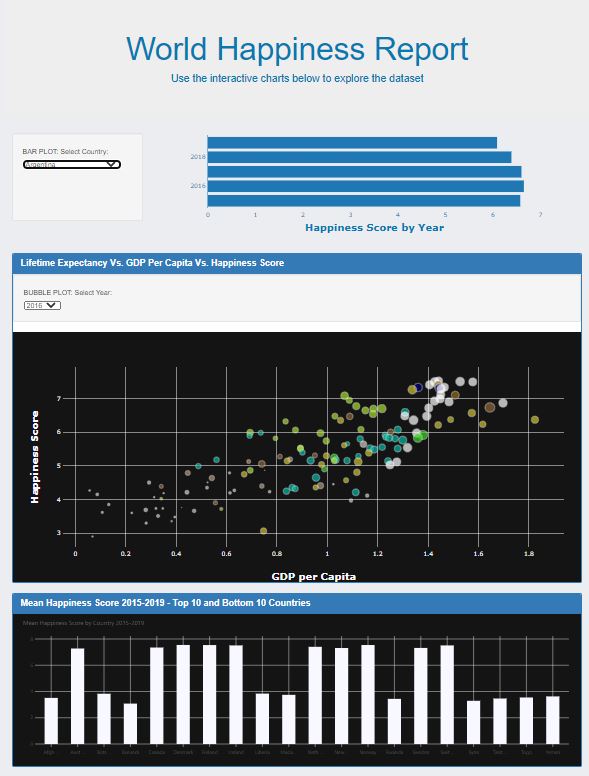 World Happiness Report
Use the interactive charts below to explore the dataset
BAR PLOT: Select Country:
Argentina
2018
2016
0 1 2 3 4 5 6 7
Happiness Score by Year
Lifetime Expectancy Vs. GDP Per Capita Vs. Happiness Score
BUBBLE PLOT: Select Year:
2016
7
6
5
4
3
Happiness Score
0 0.2 0.4 0.6 0.8 1 1.2 1.4 1.6 1.8
GDP per Capita
Mean Happiness Score 2015-2019 - Top 10 and Bottom 10 Countries
Mean Happiness Score by Country 2015-2019